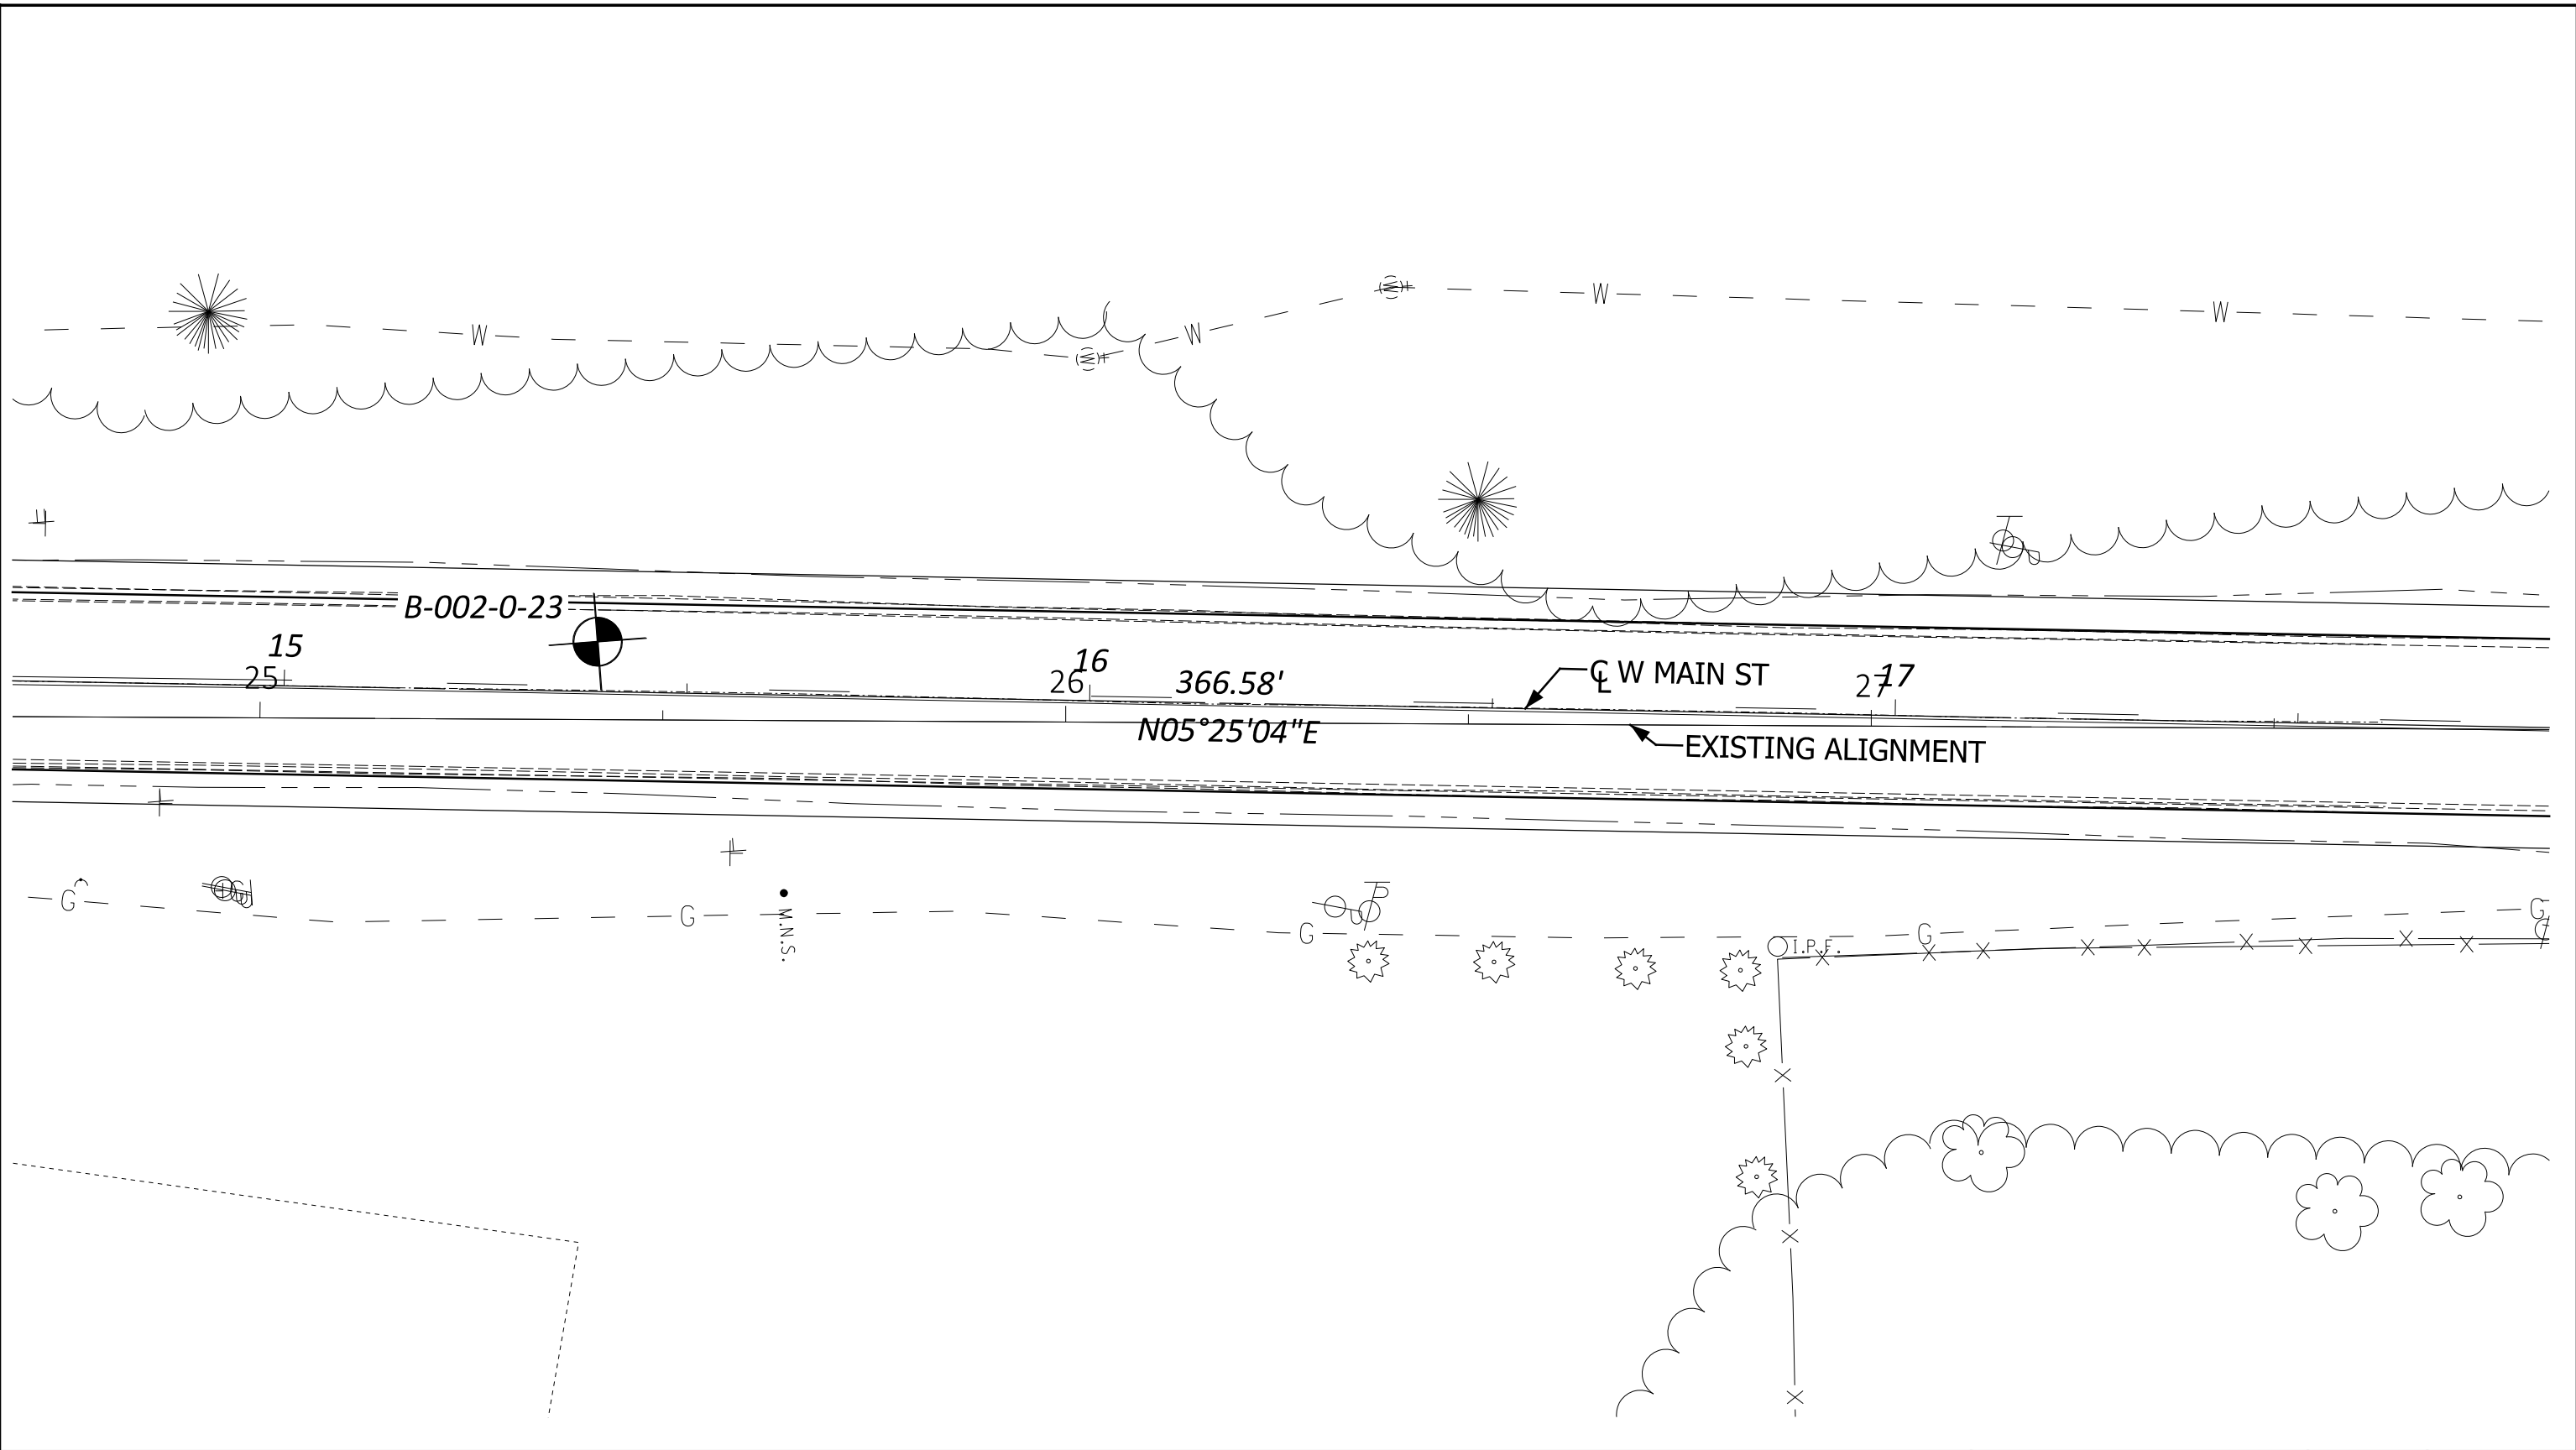 W
W
W
W
B-002-0-23
15
25
16
26
366.58'
N05°25'04"E
℄ W MAIN ST
17
27
EXISTING ALIGNMENT
G
G
M.N.S.
G
I.P.F.
G
G